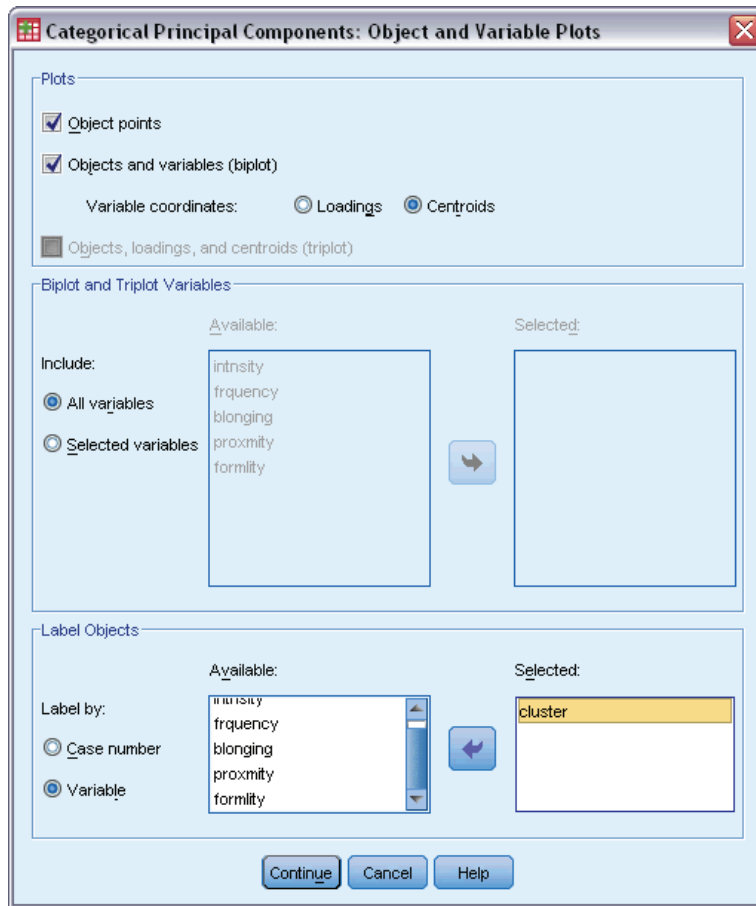 Categorical Principal Components: Object and Variable Plots
Plots
Object points
Objects and variables (biplot)
Variable coordinates: Loadings Centroids
Objects, loadings, and centroids (triplot)
Biplot and Triplot Variables
Available: Selected:
Include:
All variables
Selected variables
intnsity
frquency
blonging
proxmity
formlity
Label Objects
Available: Selected:
Label by:
Case number
Variable
intnsity
frquency
blonging
proxmity
formlity
cluster
Continue Cancel Help